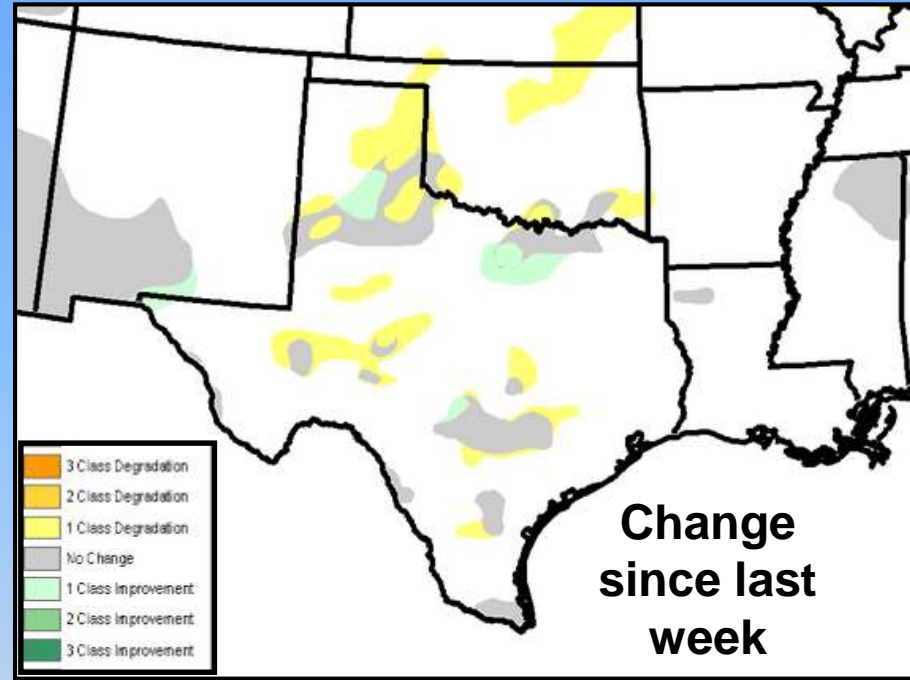 3 Class Degradation
2 Class Degradation
1 Class Degradation
No Change
1 Class Improvement
2 Class Improvement
3 Class Improvement
Change
since last
week